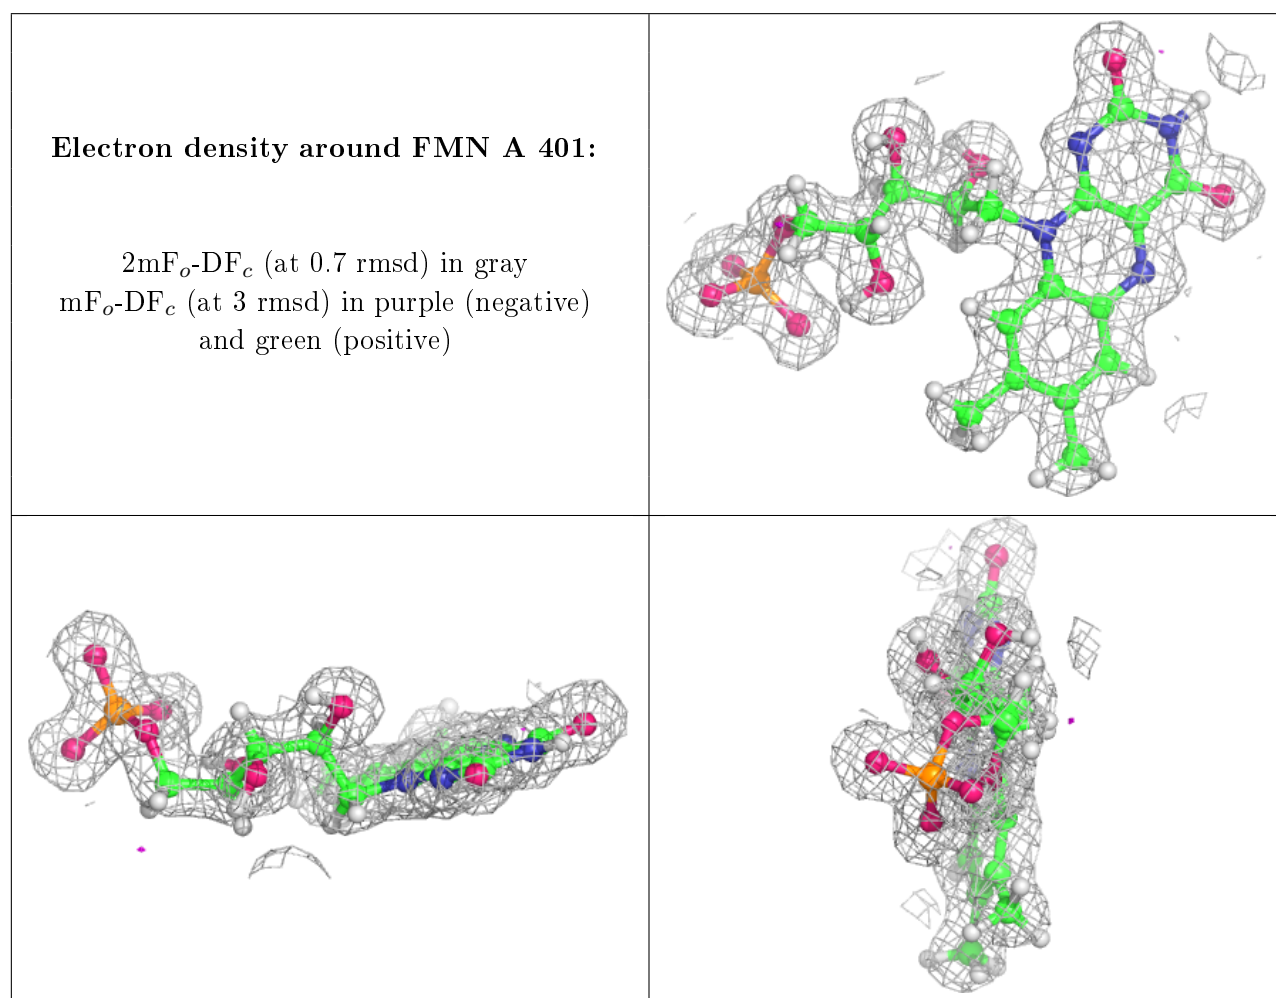 Electron density around FMN A 401:
2mFo-DFc (at 0.7 rmsd) in gray
mFo-DFc (at 3 rmsd) in purple (negative)
and green (positive)